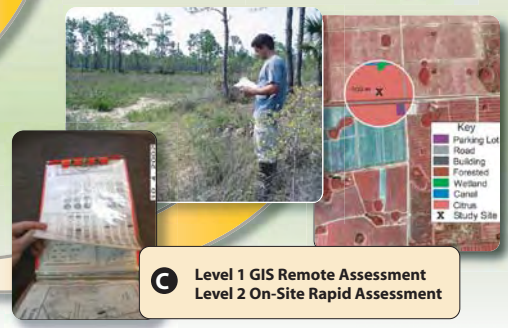 ~100 m
X
Key
Parking Lot
Road
Building
Forested
Wetland
Canal
Citrus
X Study Site
C
Level 1 GIS Remote Assessment
Level 2 On-Site Rapid Assessment